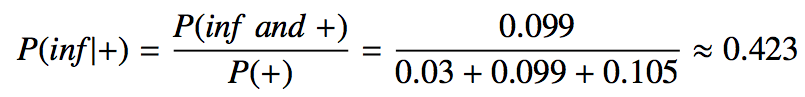 P(inf|+) = P(inf and +) / P(+) = 0.099 / 0.03 + 0.099 + 0.105 ≈ 0.423